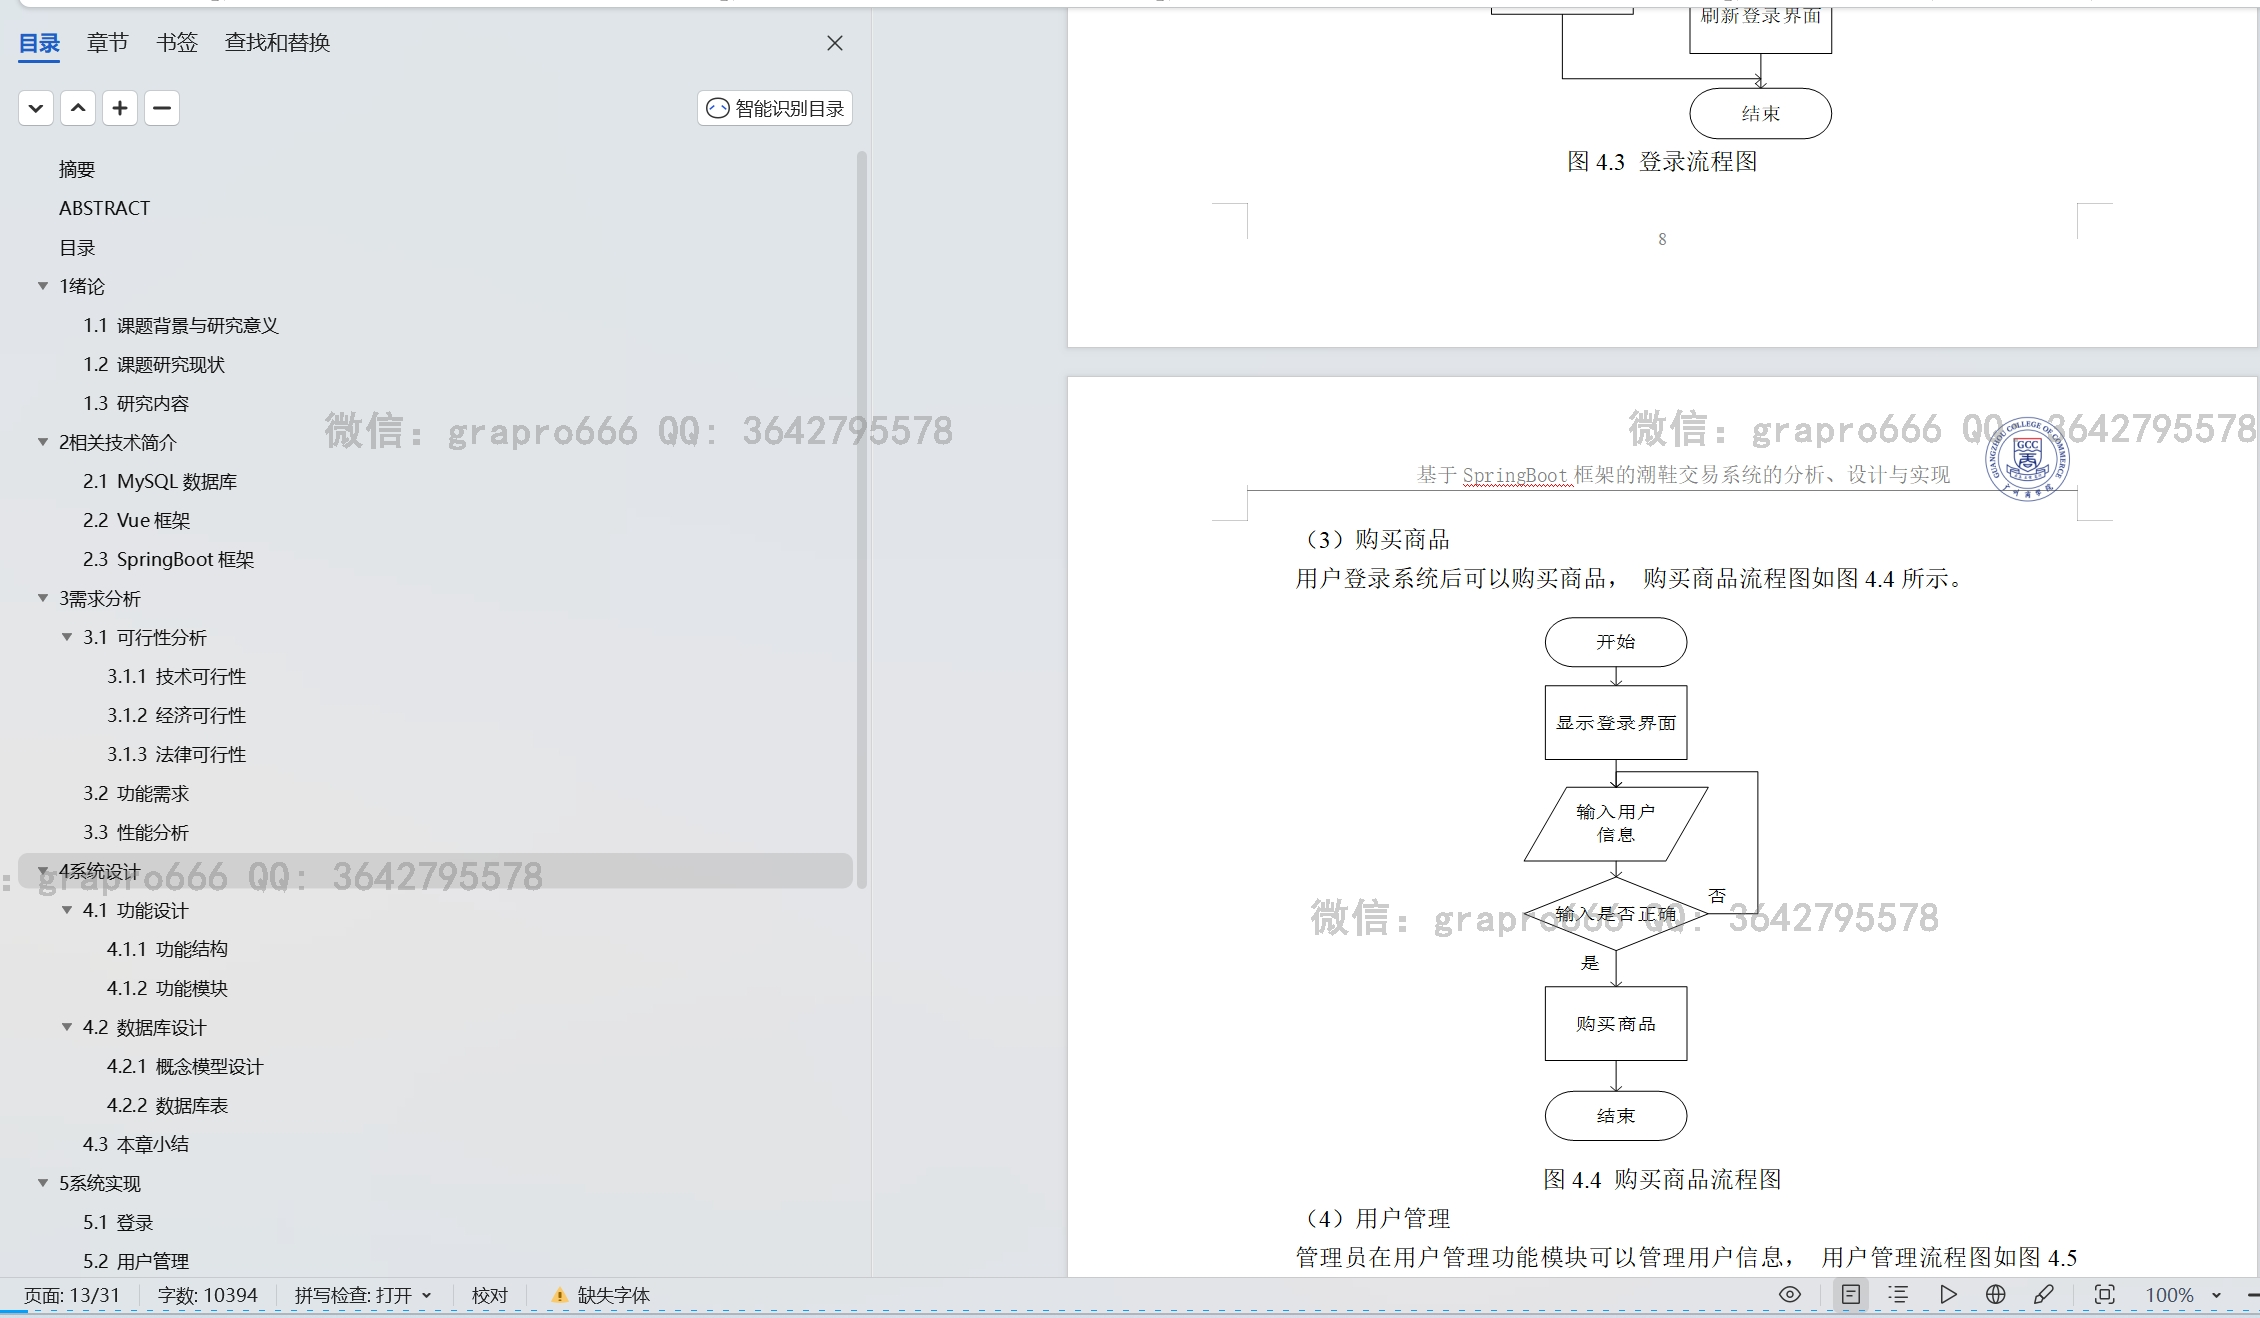 目录 章节 书签 查找和替换
智能识别目录
摘要
ABSTRACT
目录
1绪论
1.1 课题背景与研究意义
1.2 课题研究现状
1.3 研究内容
2相关技术简介
2.1 MySQL 数据库
2.2 Vue 框架
2.3 SpringBoot 框架
3需求分析
3.1 可行性分析
3.1.1 技术可行性
3.1.2 经济可行性
3.1.3 法律可行性
3.2 功能需求
3.3 性能分析
4系统设计
4.1 功能设计
4.1.1 功能结构
4.1.2 功能模块
4.2 数据库设计
4.2.1 概念模型设计
4.2.2 数据库表
4.3 本章小结
5系统实现
5.1 登录
5.2 用户管理
微信: grapro666 QQ: 3642795578
: grapro666 QQ: 3642795578
刷新登录界面
结束
图 4.3 登录流程图
8
微信: grapro666 QQ: 3642795578
基于 SpringBoot 框架的潮鞋交易系统的分析、设计与实现
GUANGZHOU COLLEGE OF COMMERCE
GCC
广州商学院
（3）购买商品
用户登录系统后可以购买商品， 购买商品流程图如图 4.4 所示。
开始
显示登录界面
输入用户
信息
输入是否正确
否
是
购买商品
结束
微信: grapro666 QQ: 3642795578
图 4.4 购买商品流程图
（4）用户管理
管理员在用户管理功能模块可以管理用户信息， 用户管理流程图如图 4.5
页面: 13/31 字数: 10394 拼写检查: 打开 校对 缺失字体
100%